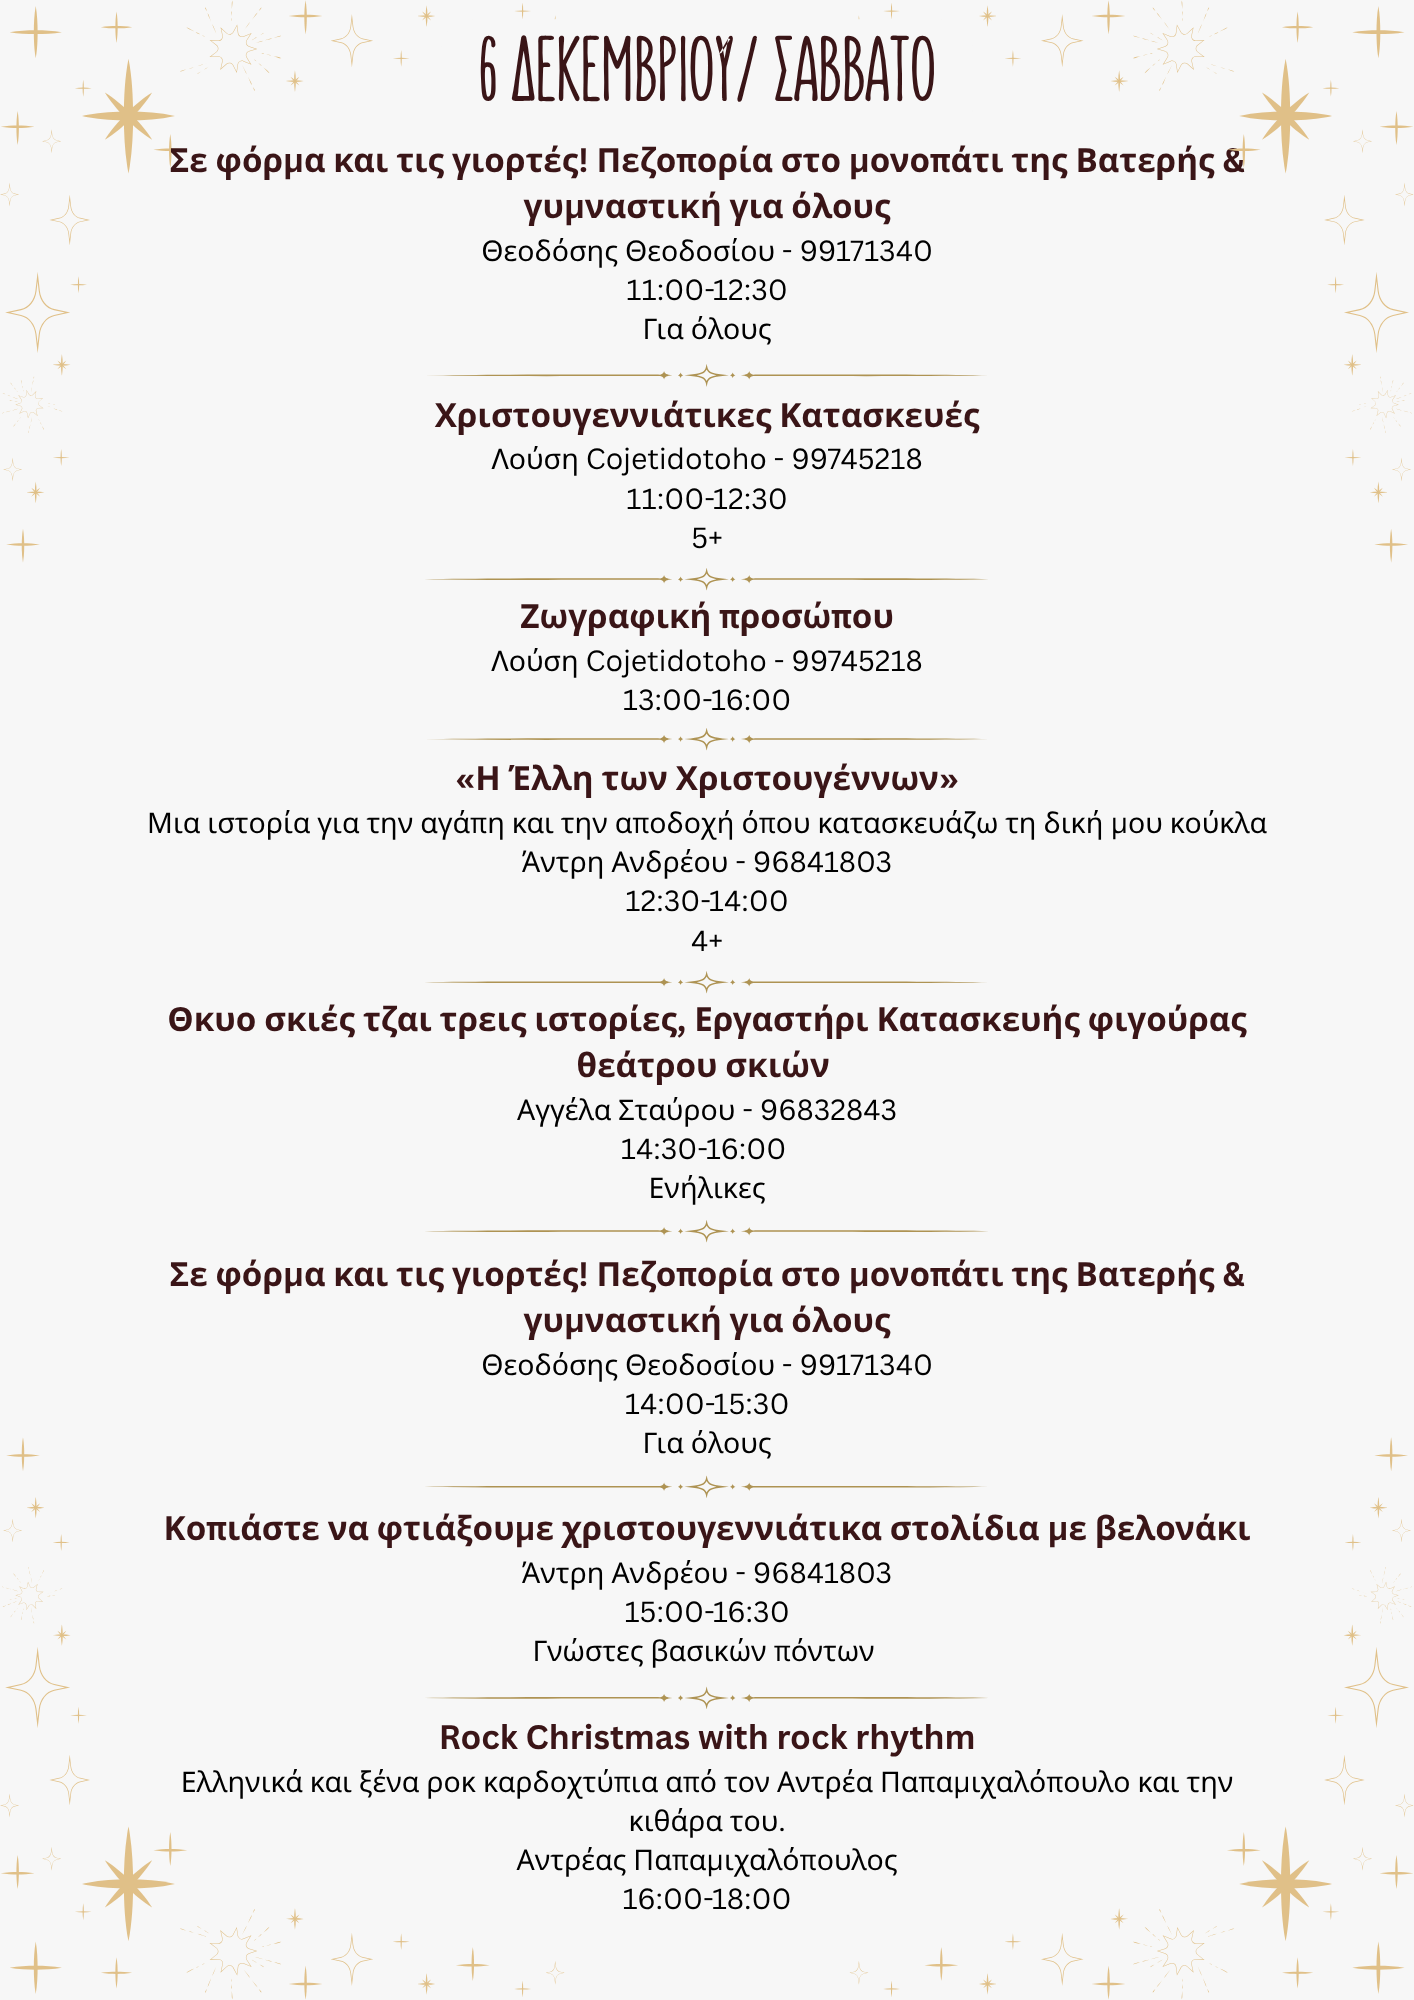 6 ΔΕΚΕΜΒΡΙΟΥ/ ΣΑΒΒΑΤΟ
Σε φόρμα και τις γιορτές! Πεζοπορία στο μονοπάτι της Βατερής &
γυμναστική για όλους
Θεοδόσης Θεοδοσίου - 99171340
11:00-12:30
Για όλους
Χριστουγεννιάτικες Κατασκευές
Λούση Cojetidotoho - 99745218
11:00-12:30
5+
Ζωγραφική προσώπου
Λούση Cojetidotoho - 99745218
13:00-16:00
«Η Έλλη των Χριστουγέννων»
Μια ιστορία για την αγάπη και την αποδοχή όπου κατασκευάζω τη δική μου κούκλα
Άντρη Ανδρέου - 96841803
12:30-14:00
4+
Θκυο σκιές τζαι τρεις ιστορίες, Εργαστήρι Κατασκευής φιγούρας
θεάτρου σκιών
Αγγέλα Σταύρου - 96832843
14:30-16:00
Ενήλικες
Σε φόρμα και τις γιορτές! Πεζοπορία στο μονοπάτι της Βατερής &
γυμναστική για όλους
Θεοδόσης Θεοδοσίου - 99171340
14:00-15:30
Για όλους
Κοπιάστε να φτιάξουμε χριστουγεννιάτικα στολίδια με βελονάκι
Άντρη Ανδρέου - 96841803
15:00-16:30
Γνώστες βασικών πόντων
Rock Christmas with rock rhythm
Ελληνικά και ξένα ροκ καρδοχτύπια από τον Αντρέα Παπαμιχαλόπουλο και την
κιθάρα του.
Αντρέας Παπαμιχαλόπουλος
16:00-18:00